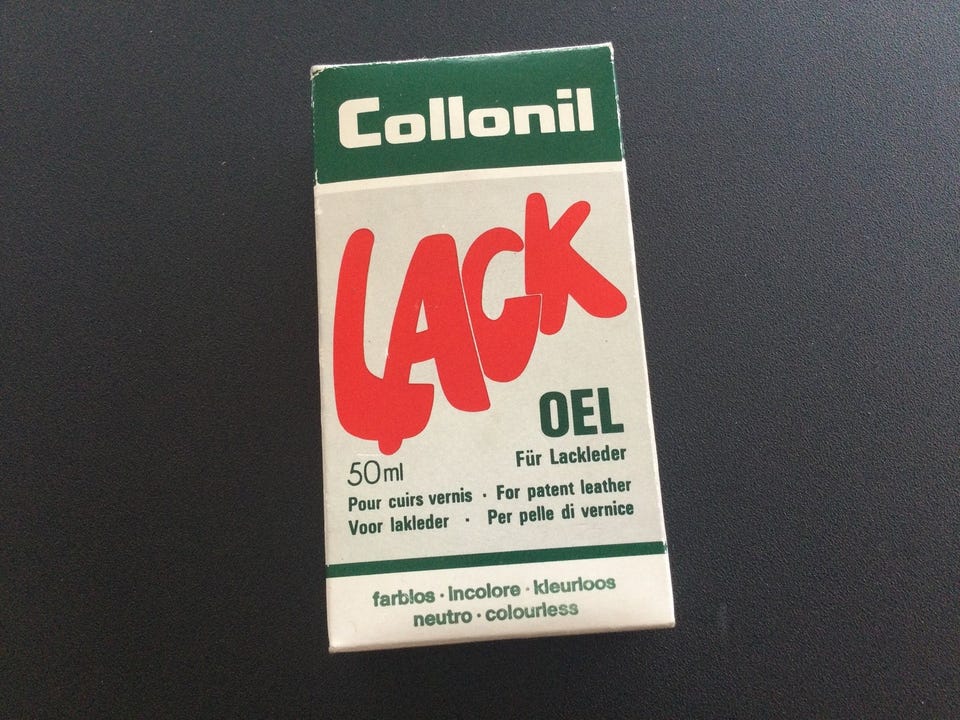 Collonil
LACK
OEL
Für Lackleder
50ml
Pour cuirs vernis · For patent leather
Voor lakleder · Per pelle di vernice
farblos · incolore · kleurloos
neutro · colourless